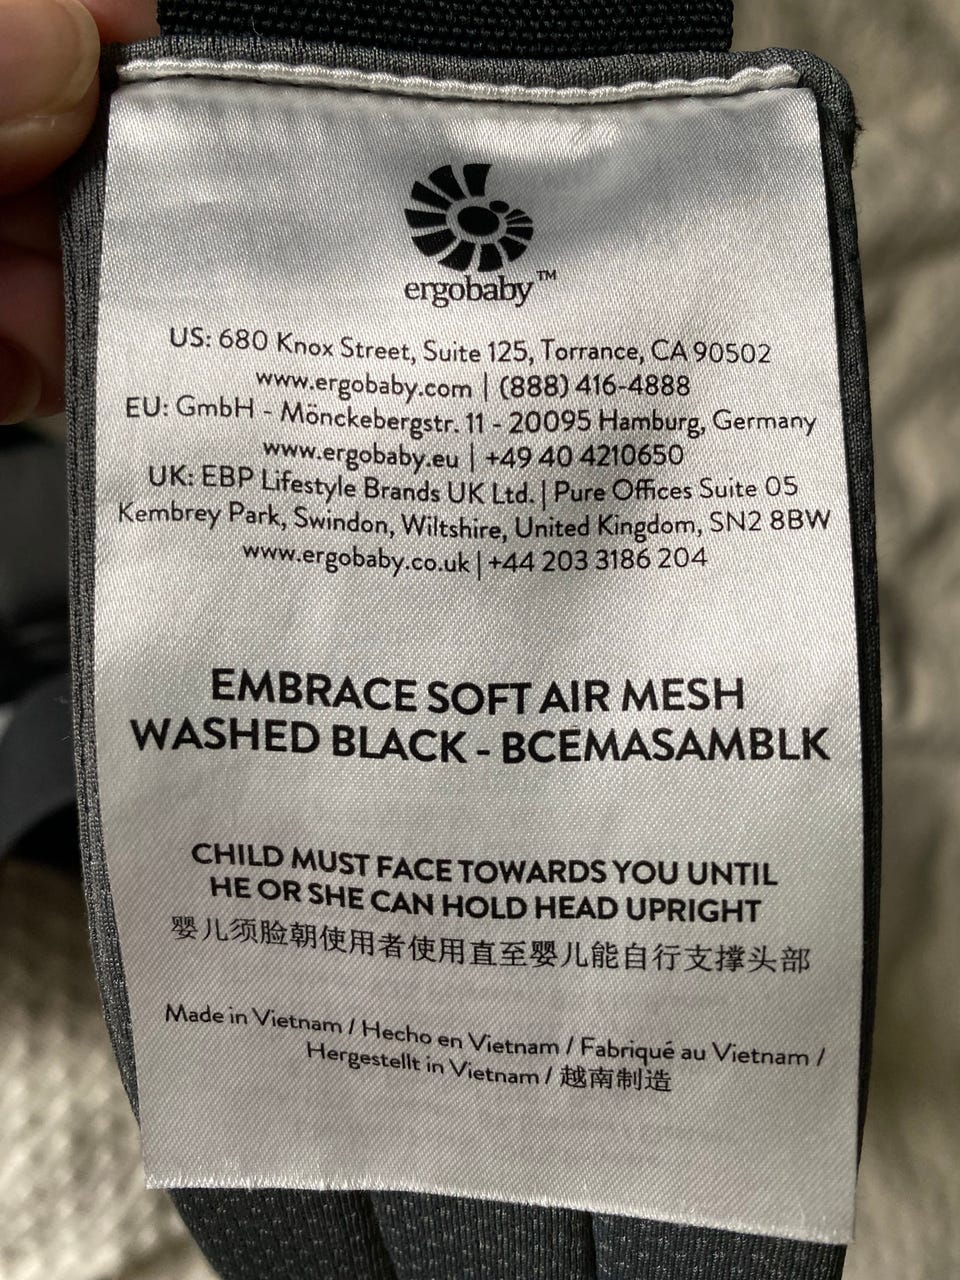 ergobaby™
US: 680 Knox Street, Suite 125, Torrance, CA 90502
www.ergobaby.com | (888) 416-4888
EU: GmbH - Mönckebergstr. 11 - 20095 Hamburg, Germany
www.ergobaby.eu | +49 40 4210650
UK: EBP Lifestyle Brands UK Ltd. | Pure Offices Suite 05
Kembrey Park, Swindon, Wiltshire, United Kingdom, SN2 8BW
www.ergobaby.co.uk | +44 203 3186 204
EMBRACE SOFT AIR MESH
WASHED BLACK - BCEMASAMBLK
CHILD MUST FACE TOWARDS YOU UNTIL
HE OR SHE CAN HOLD HEAD UPRIGHT
婴儿须脸朝使用者使用直至婴儿能自行支撑头部
Made in Vietnam / Hecho en Vietnam / Fabriqué au Vietnam /
Hergestellt in Vietnam / 越南制造